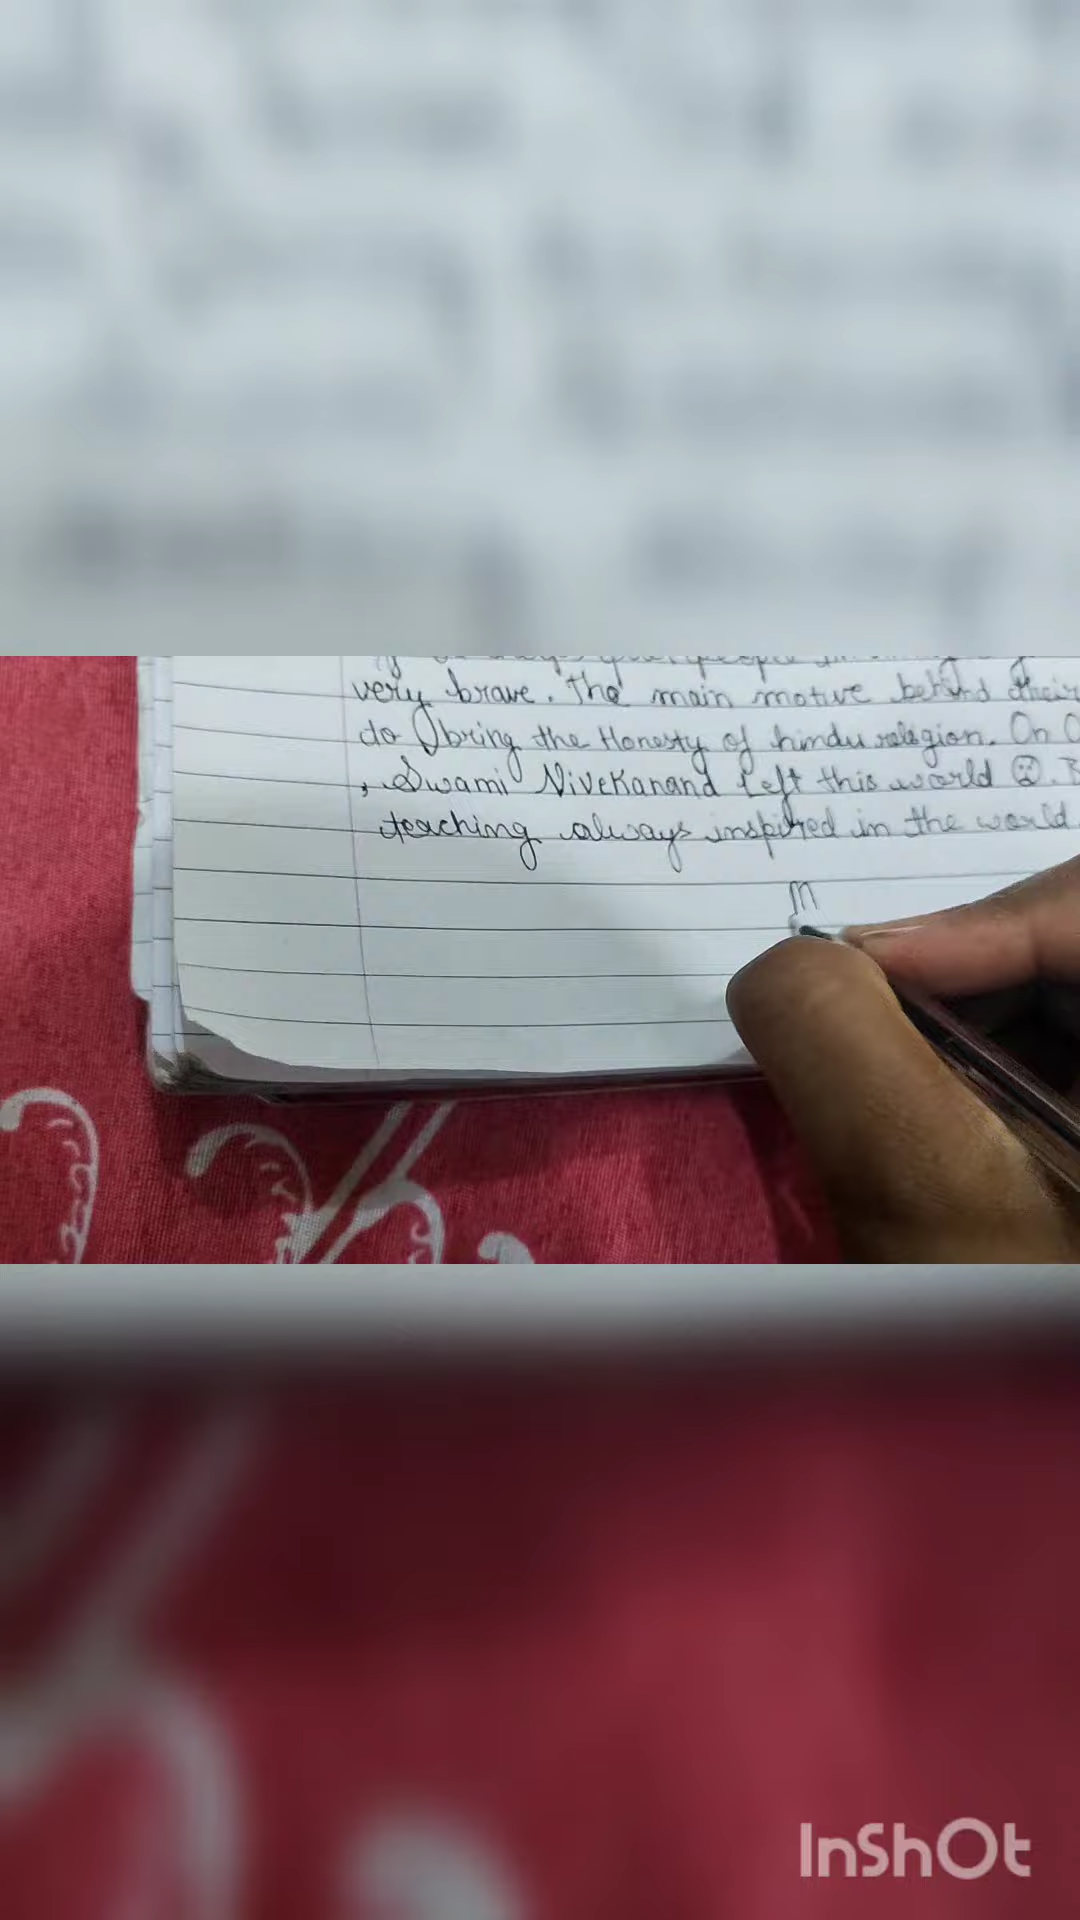 very brave. The main motive behind their
do bring the Honesty of hindu relegion. On
, Swami Vivekanand left this world ☹.
teaching always inspired in the world
m
InShOt